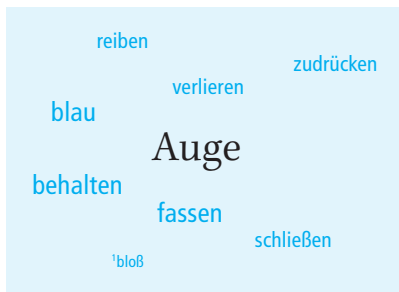 reiben
zudrücken
verlieren
blau
Auge
behalten
fassen
schließen
¹bloß